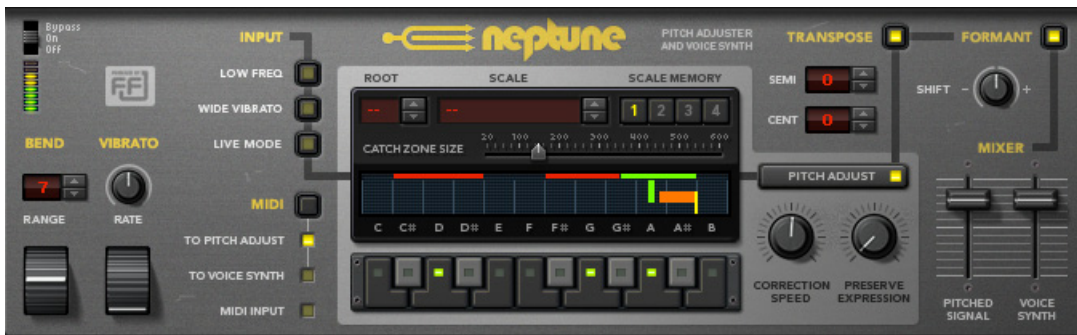 Bypass
On
Off
INPUT
neptune
PITCH ADJUSTER
AND VOICE SYNTH
TRANSPOSE
FORMANT
LOW FREQ
WIDE VIBRATO
LIVE MODE
ROOT
SCALE
SCALE MEMORY
--
--
1 2 3 4
CATCH ZONE SIZE
20 100 200 300 400 500 600
SEMI
0
CENT
0
SHIFT - +
BEND
VIBRATO
7
RANGE
RATE
MIDI
TO PITCH ADJUST
TO VOICE SYNTH
MIDI INPUT
C C# D D# E F F# G G# A A# B
PITCH ADJUST
CORRECTION
SPEED
PRESERVE
EXPRESSION
MIXER
PITCHED
SIGNAL
VOICE
SYNTH